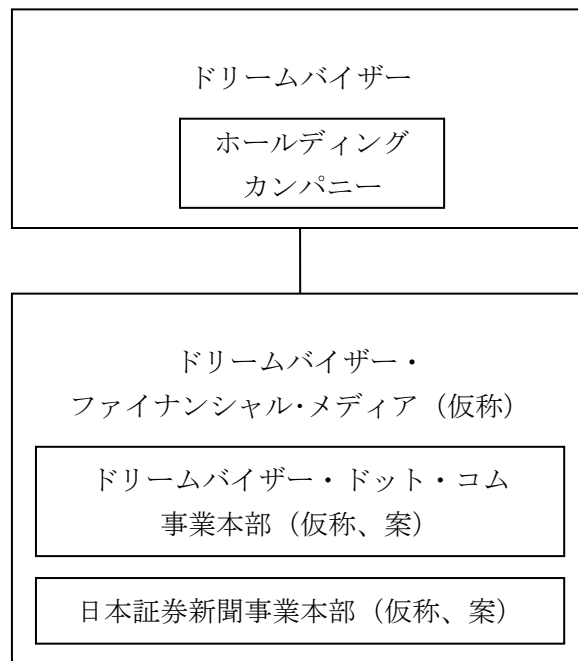 ドリームバイザー
ホールディング
カンパニー
ドリームバイザー・
ファイナンシャル・メディア（仮称）
ドリームバイザー・ドット・コム
事業本部（仮称、案）
日本証券新聞事業本部（仮称、案）